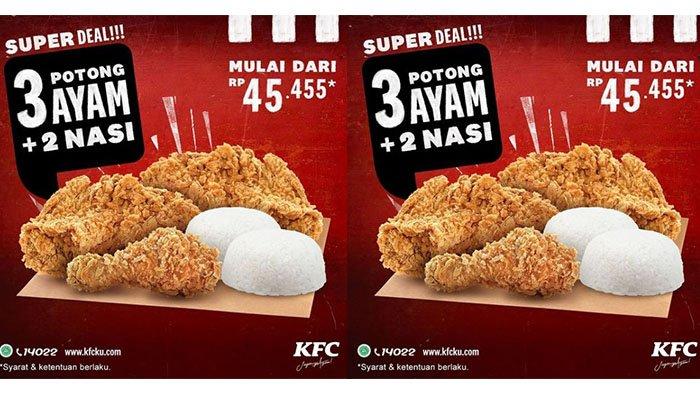 SUPER DEAL!!!
3 POTONG
AYAM
+ 2 NASI
MULAI DARI
RP 45.455*
14022 www.kfcku.com
*Syarat & ketentuan berlaku.
KFC
SUPER DEAL!!!
3 POTONG
AYAM
+ 2 NASI
MULAI DARI
RP 45.455*
14022 www.kfcku.com
*Syarat & ketentuan berlaku.
KFC